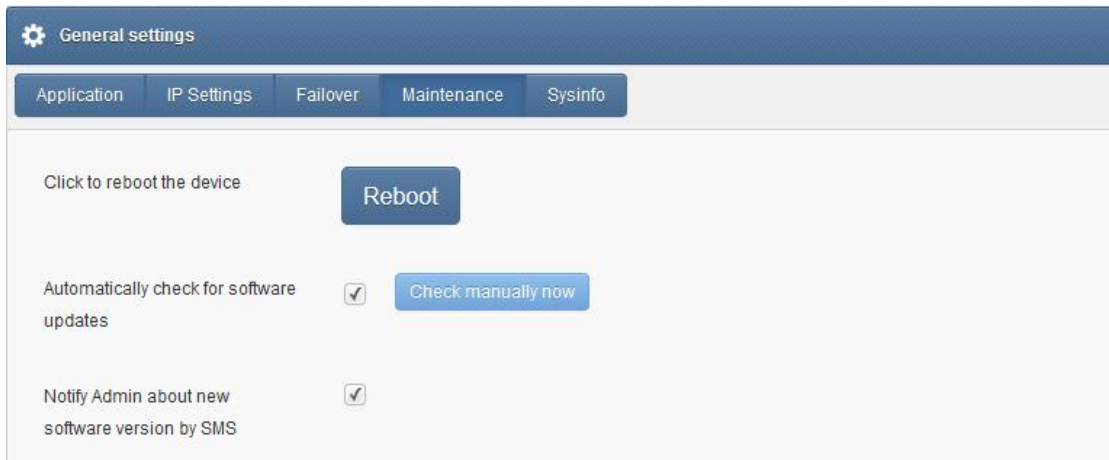 General settings
Application IP Settings Failover Maintenance Sysinfo
Click to reboot the device Reboot
Automatically check for software Check manually now
updates
Notify Admin about new
software version by SMS